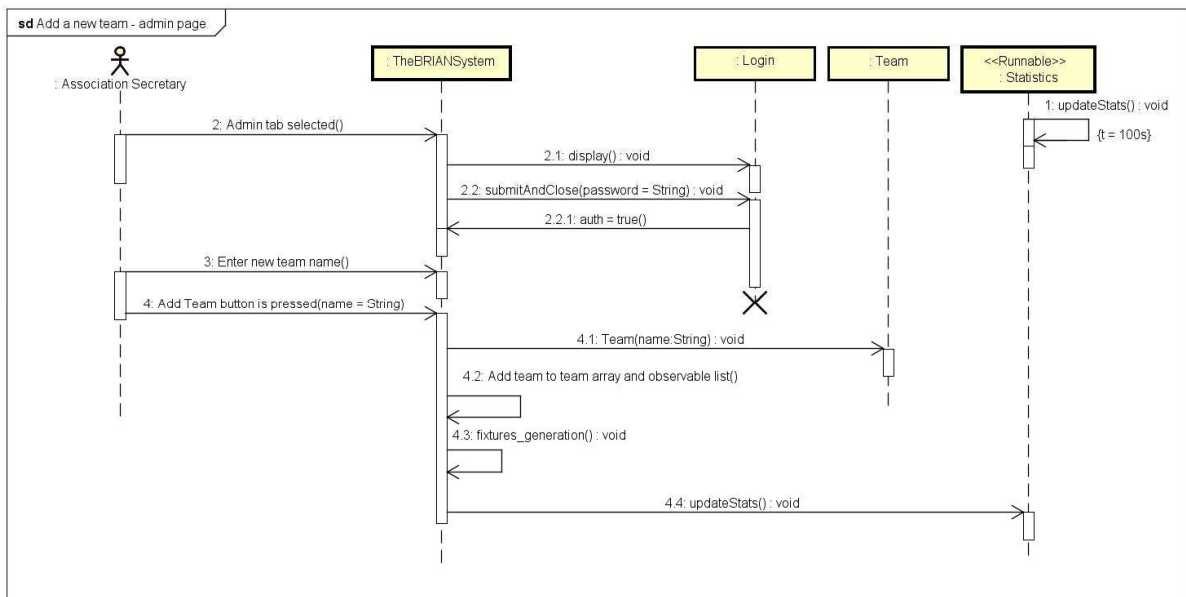 sd Add a new team - admin page
: Association Secretary
: TheBRIANSystem
: Login
: Team
<<Runnable>>
: Statistics
1: updateStats() : void
{t = 100s}
2: Admin tab selected()
2.1: display() : void
2.2: submitAndClose(password = String) : void
2.2.1: auth = true()
3: Enter new team name()
4: Add Team button is pressed(name = String)
4.1: Team(name:String) : void
4.2: Add team to team array and observable list()
4.3: fixtures_generation() : void
4.4: updateStats() : void